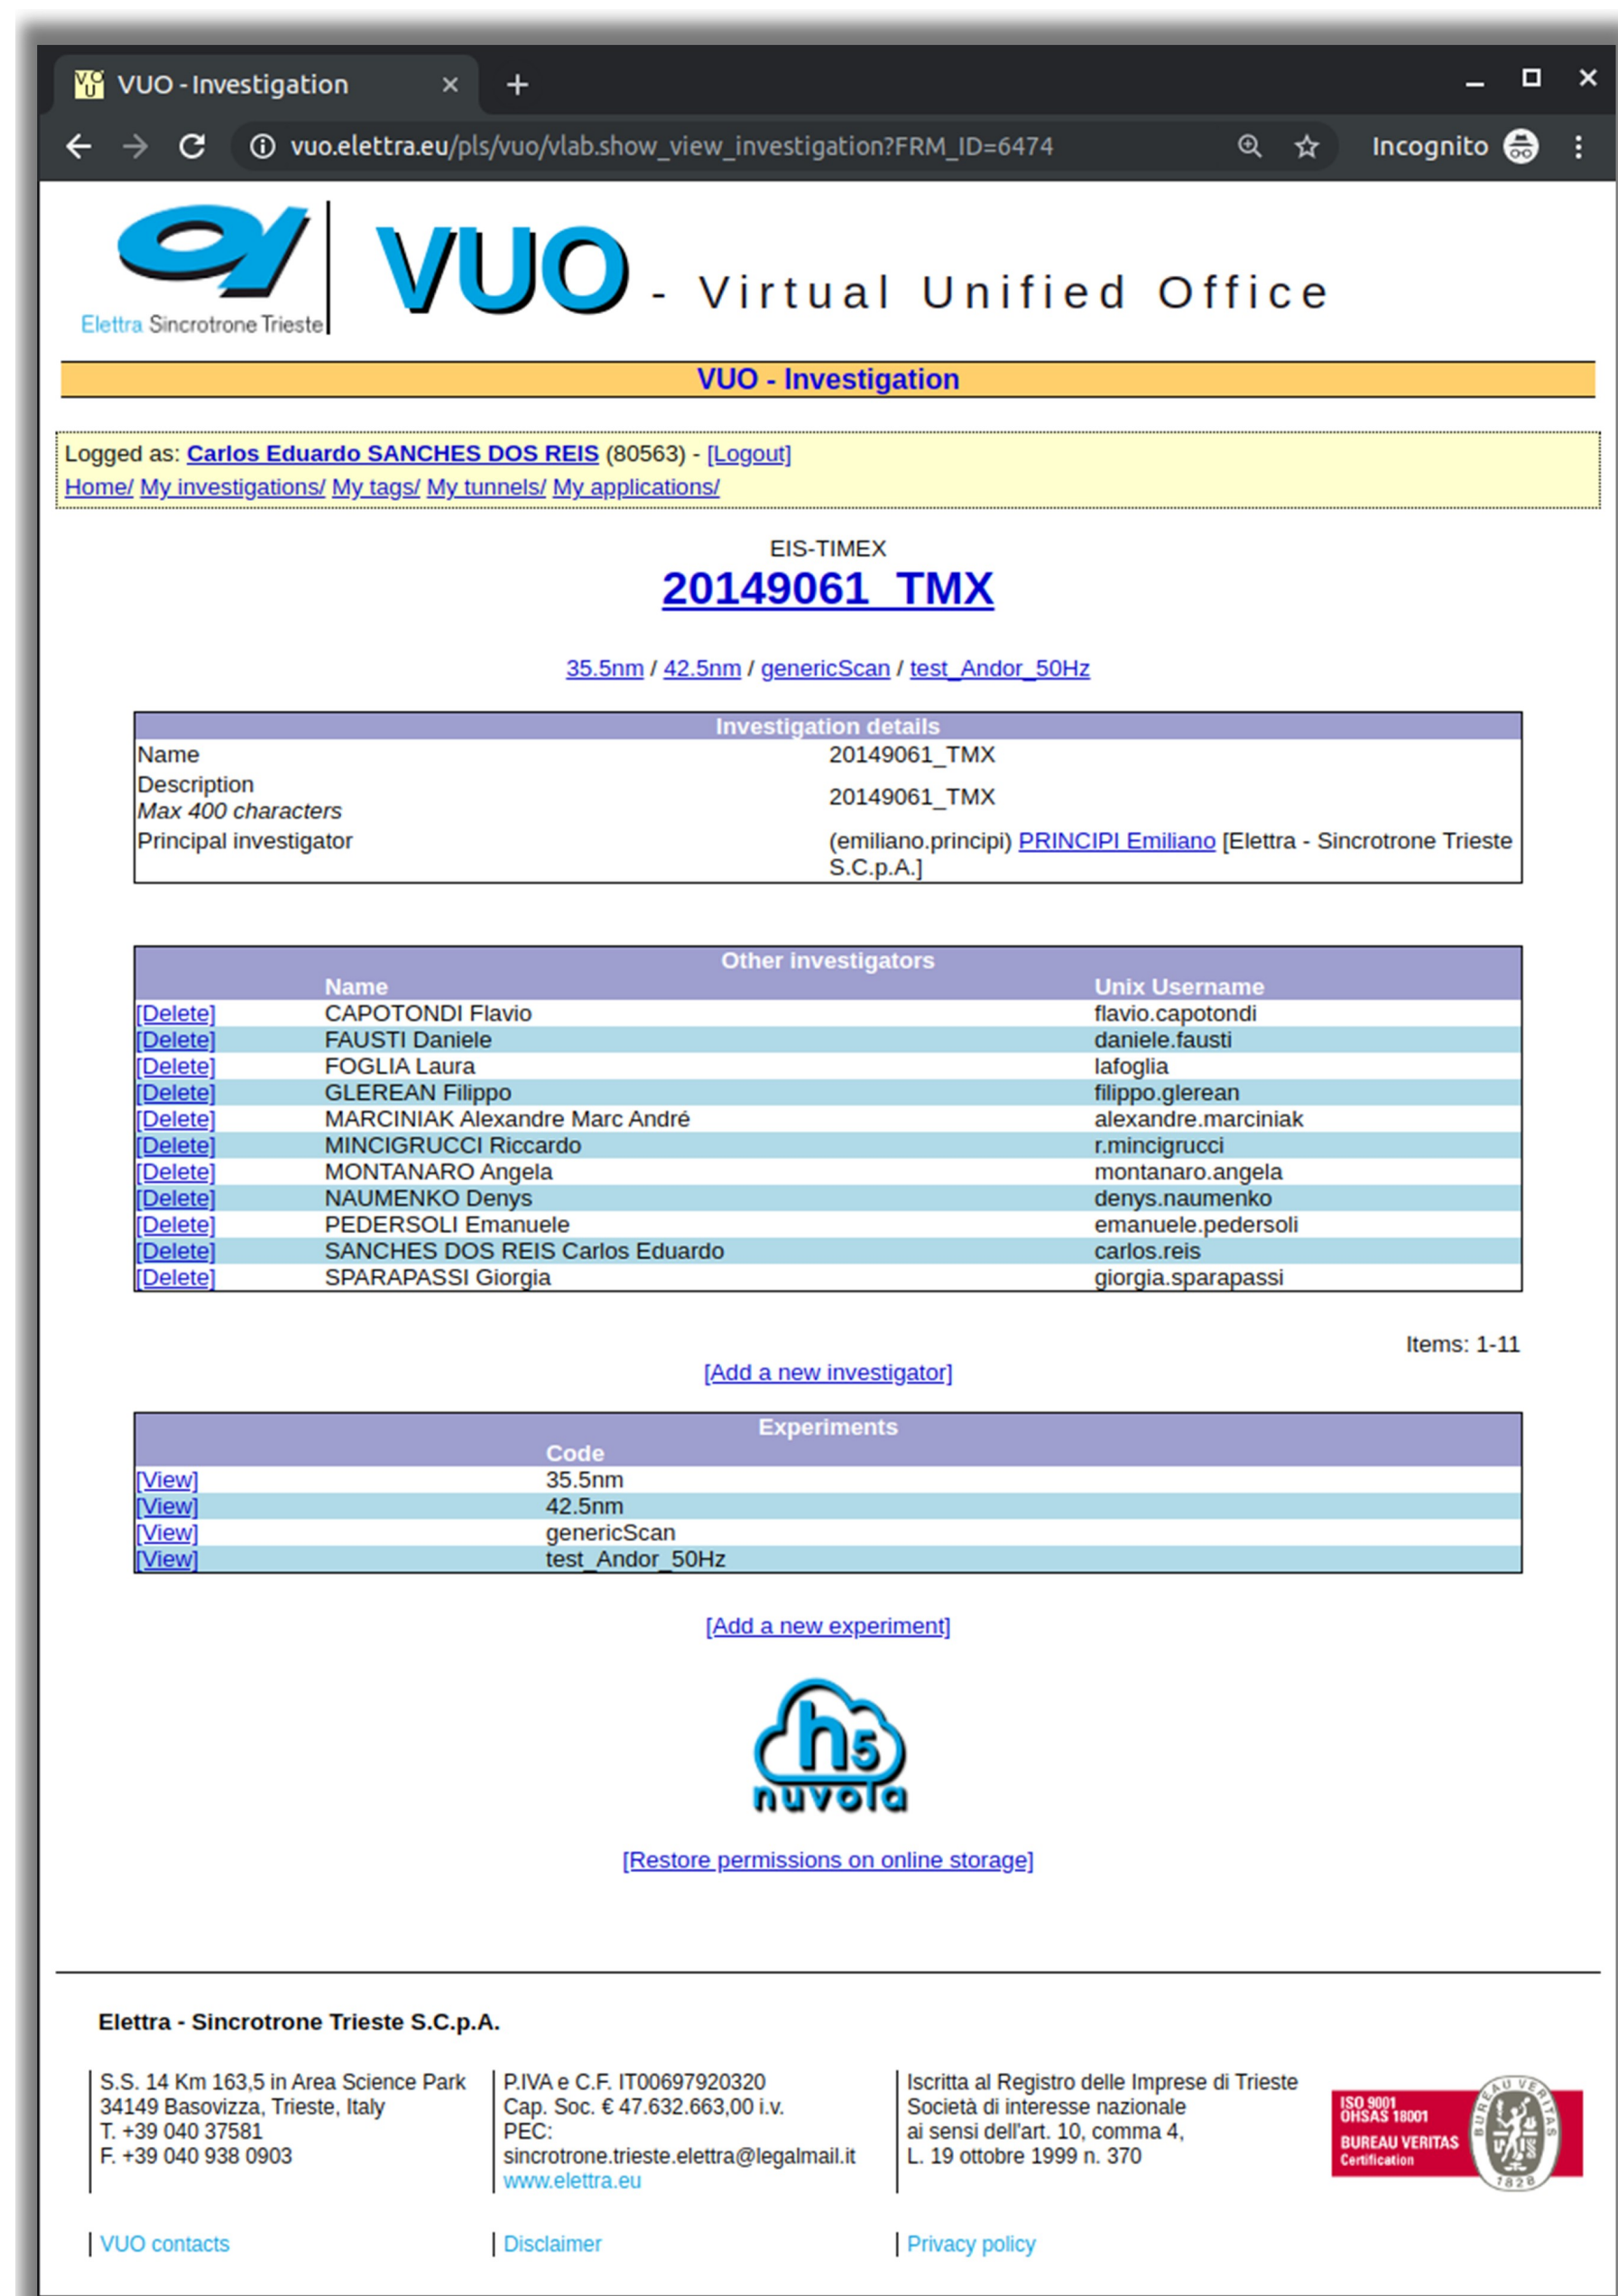 VUO - Investigation
vuo.elettra.eu/pls/vuo/vlab.show_view_investigation?FRM_ID=6474 Incognito
Elettra Sincrotrone Trieste
VUO - Virtual Unified Office
VUO - Investigation
Logged as: Carlos Eduardo SANCHES DOS REIS (80563) - [Logout]
Home/ My investigations/ My tags/ My tunnels/ My applications/
EIS-TIMEX
20149061_TMX
35.5nm / 42.5nm / genericScan / test_Andor_50Hz
Investigation details
Name 20149061_TMX
Description
Max 400 characters 20149061_TMX
Principal investigator (emiliano.principi) PRINCIPI Emiliano [Elettra - Sincrotrone Trieste
S.C.p.A.]
Other investigators
Name Unix Username
[Delete] CAPOTONDI Flavio flavio.capotondi
[Delete] FAUSTI Daniele daniele.fausti
[Delete] FOGLIA Laura lafoglia
[Delete] GLEREAN Filippo filippo.glerean
[Delete] MARCINIAK Alexandre Marc André alexandre.marciniak
[Delete] MINCIGRUCCI Riccardo r.mincigrucci
[Delete] MONTANARO Angela montanaro.angela
[Delete] NAUMENKO Denys denys.naumenko
[Delete] PEDERSOLI Emanuele emanuele.pedersoli
[Delete] SANCHES DOS REIS Carlos Eduardo carlos.reis
[Delete] SPARAPASSI Giorgia giorgia.sparapassi
Items: 1-11
[Add a new investigator]
Experiments
Code
[View] 35.5nm
[View] 42.5nm
[View] genericScan
[View] test_Andor_50Hz
[Add a new experiment]
h5
nuvola
[Restore permissions on online storage]
Elettra - Sincrotrone Trieste S.C.p.A.
S.S. 14 Km 163,5 in Area Science Park
34149 Basovizza, Trieste, Italy
T. +39 040 37581
F. +39 040 938 0903
P.IVA e C.F. IT00697920320
Cap. Soc. € 47.632.663,00 i.v.
PEC:
sincrotrone.trieste.elettra@legalmail.it
www.elettra.eu
Iscritta al Registro delle Imprese di Trieste
Società di interesse nazionale
ai sensi dell'art. 10, comma 4,
L. 19 ottobre 1999 n. 370
ISO 9001
OHSAS 18001
BUREAU VERITAS
Certification
BUREAU VERITAS
1828
VUO contacts
Disclaimer
Privacy policy